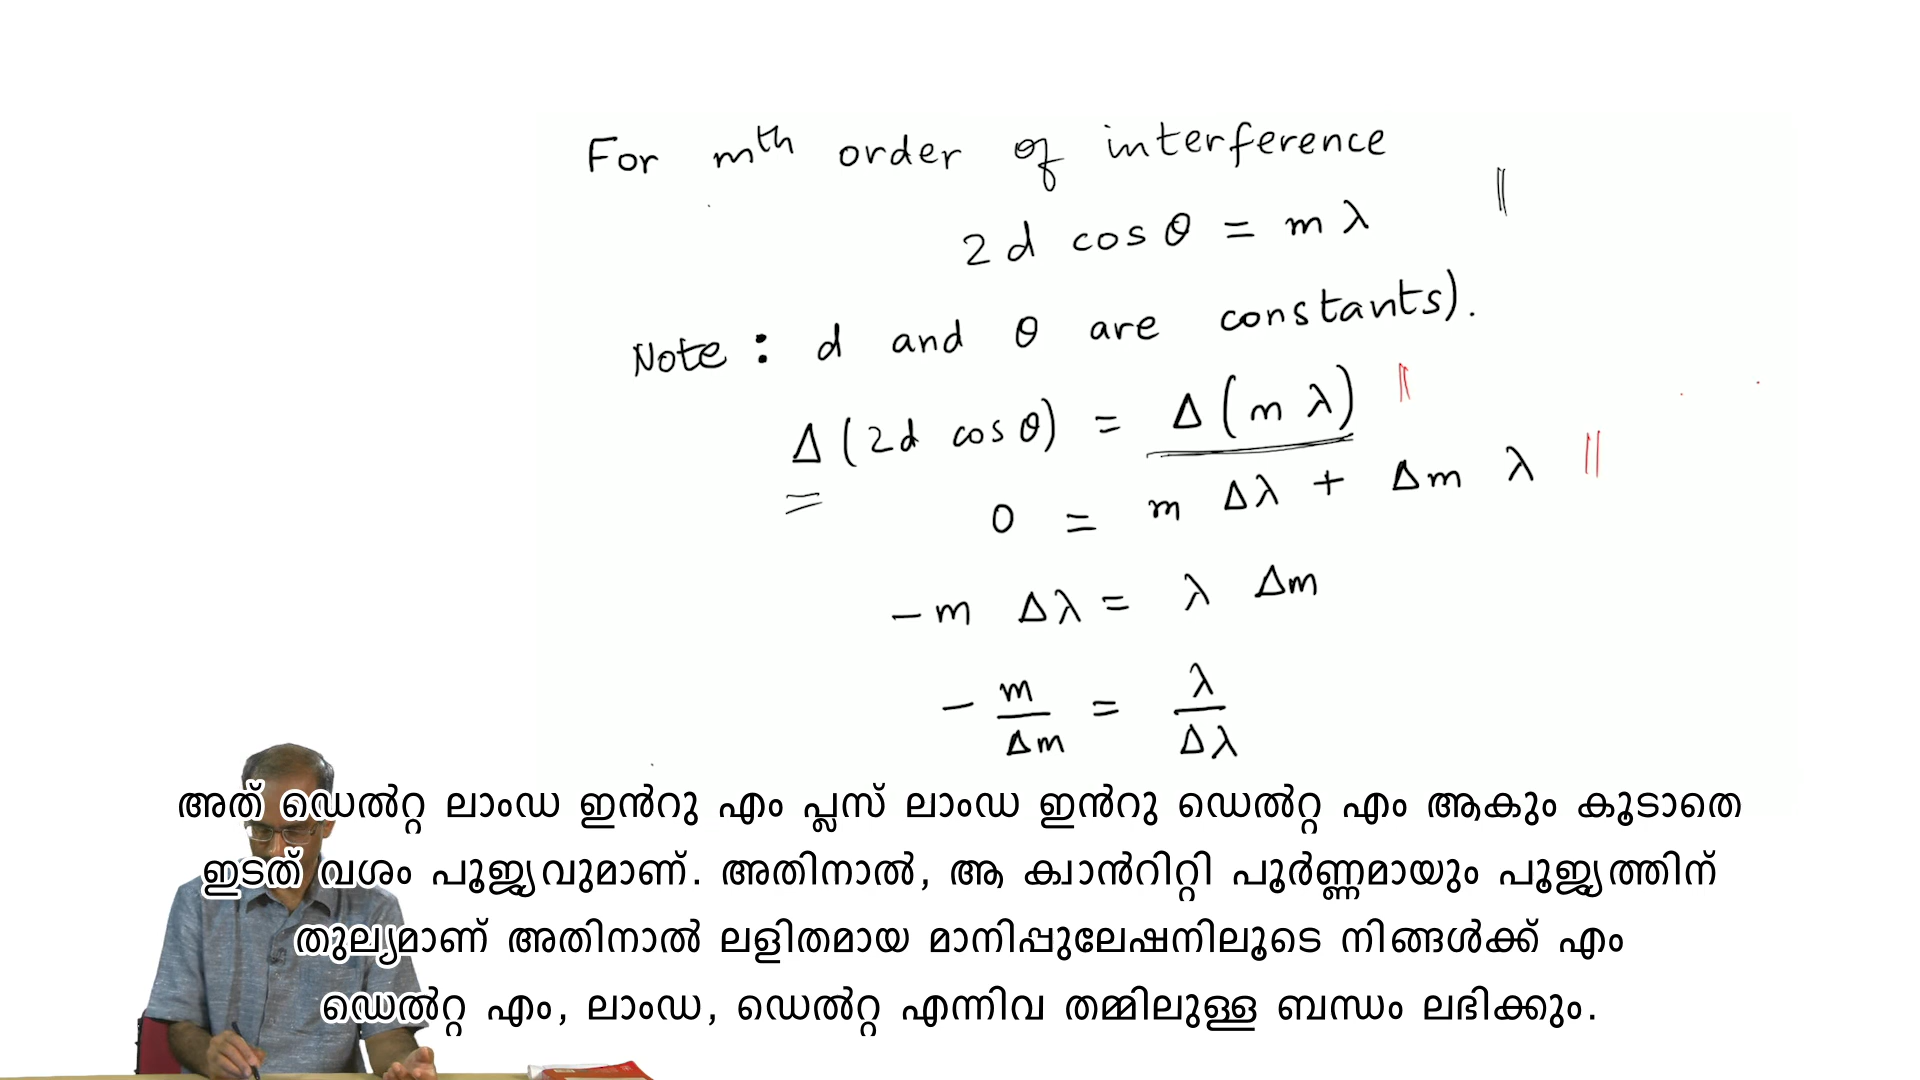 For mth order of interference
2d cos θ = m λ
Note : d and θ are constants).
Δ (2d cos θ) = Δ ( m λ )
0 = m Δλ + Δm λ
- m Δλ = λ Δm
- m/Δm = λ/Δλ
അത് ഡെൽറ്റ ലാംഡ ഇൻറു എം പ്ലസ് ലാംഡ ഇൻറു ഡെൽറ്റ എം ആകും കൂടാതെ
ഇടത് വശം പൂജ്യവുമാണ്. അതിനാൽ, ആ ക്വാൻറിറ്റി പൂർണ്ണമായും പൂജ്യത്തിന്
തുല്യമാണ് അതിനാൽ ലളിതമായ മാനിപ്പുലേഷനിലൂടെ നിങ്ങൾക്ക് എം
ഡെൽറ്റ എം, ലാംഡ, ഡെൽറ്റ എന്നിവ തമ്മിലുള്ള ബന്ധം ലഭിക്കും.